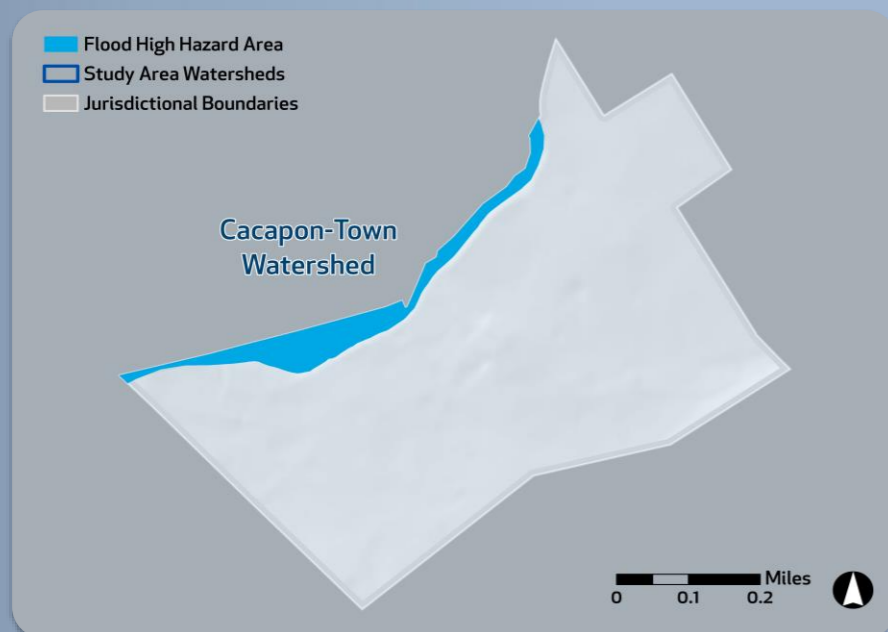 Flood High Hazard Area
Study Area Watersheds
Jurisdictional Boundaries
Cacapon-Town
Watershed
Miles
0 0.1 0.2